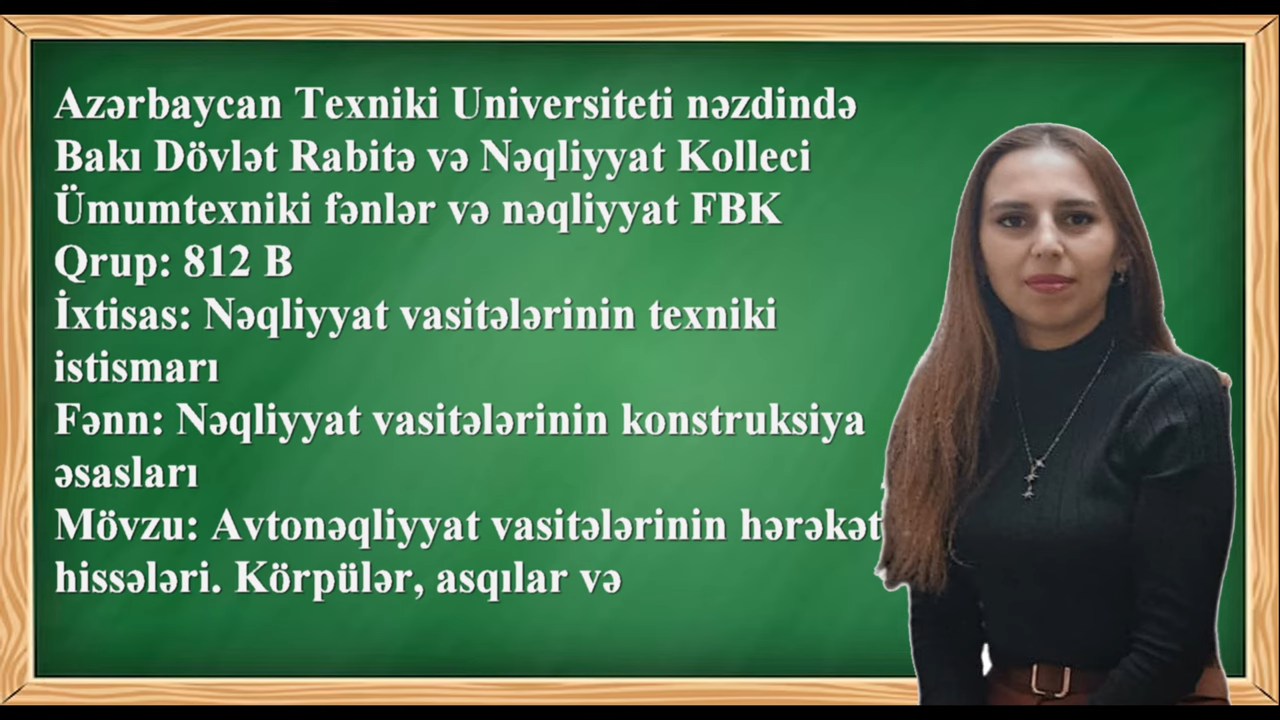 Azərbaycan Texniki Universiteti nəzdində
Bakı Dövlət Rabitə və Nəqliyyat Kolleci
Ümumtexniki fənlər və nəqliyyat FBK
Qrup: 812 B
İxtisas: Nəqliyyat vasitələrinin texniki
istismarı
Fənn: Nəqliyyat vasitələrinin konstruksiya
əsasları
Mövzu: Avtonəqliyyat vasitələrinin hərəkət
hissələri. Körpülər, asqılar və